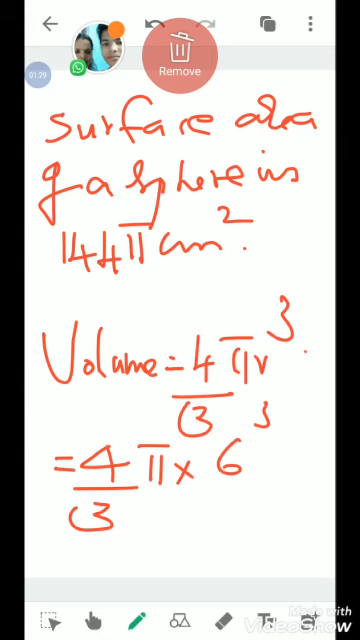 01:29
Remove
Surface area
of a sphere is
144π cm².
Volume = 4/3 πr³.
= 4/3 π × 6³
Made with
VideoShow